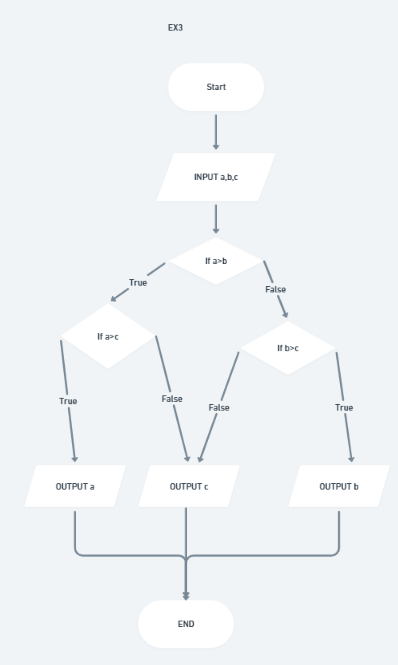 EX3
Start
INPUT a,b,c
If a>b
True
False
If a>c
If b>c
True
False
False
True
OUTPUT a
OUTPUT c
OUTPUT b
END